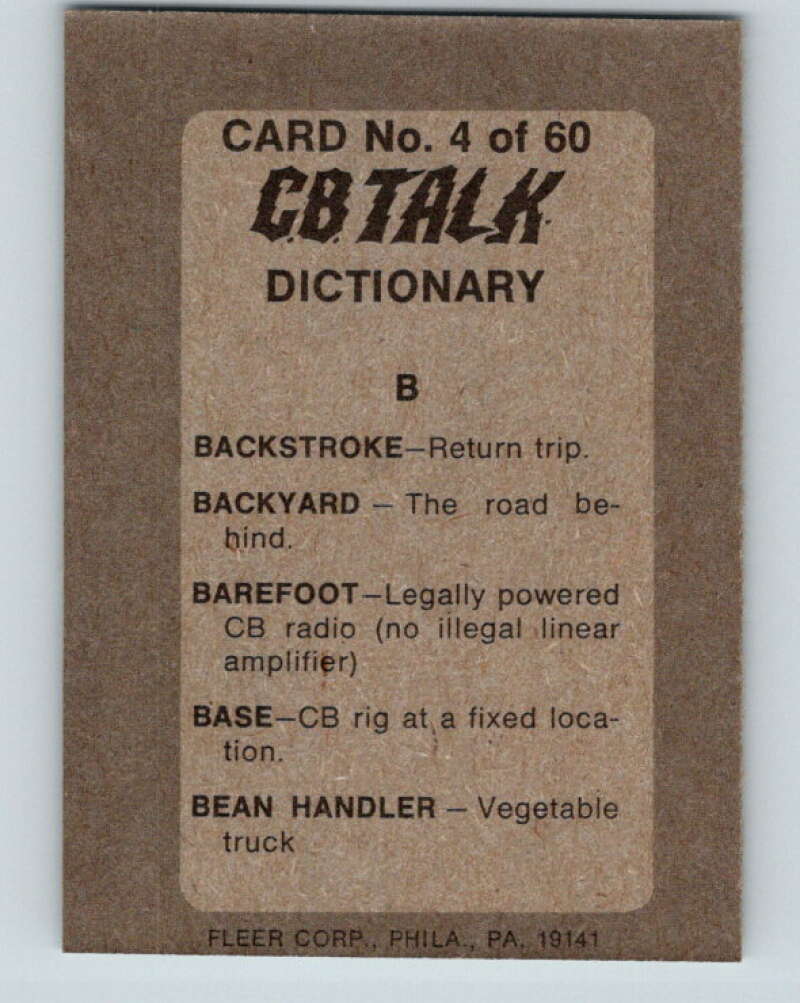 CARD No. 4 of 60
C.B. TALK
DICTIONARY
B
BACKSTROKE—Return trip.
BACKYARD — The road be-
hind.
BAREFOOT—Legally powered
CB radio (no illegal linear
amplifier)
BASE—CB rig at a fixed loca-
tion.
BEAN HANDLER — Vegetable
truck
FLEER CORP., PHILA., PA. 19141